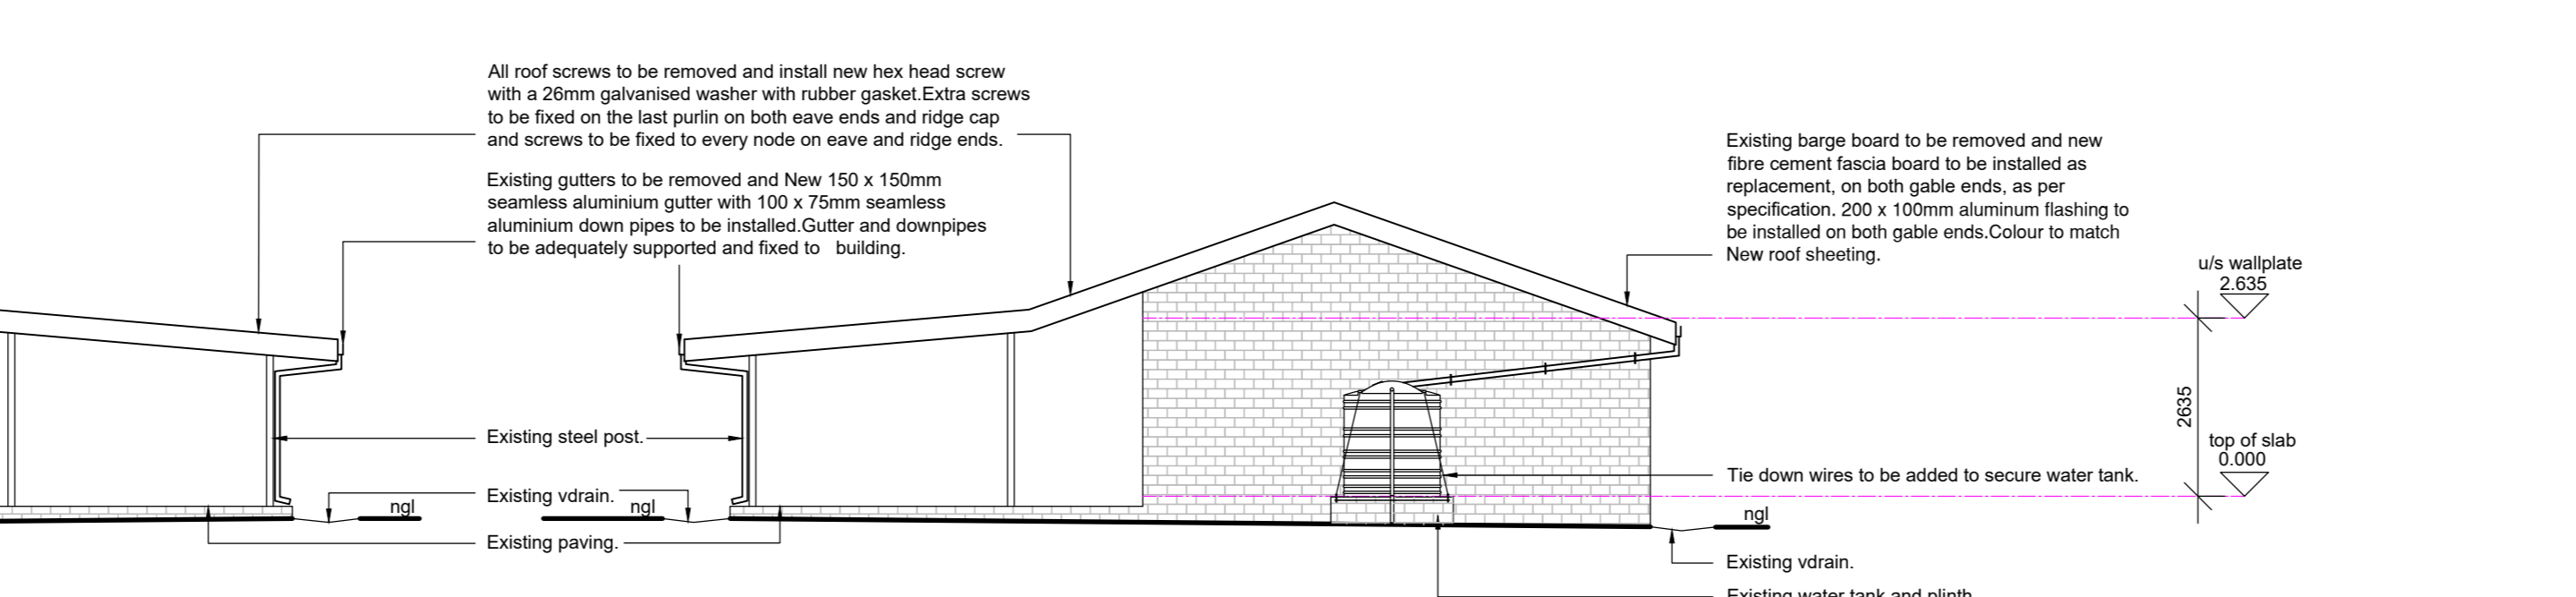 All roof screws to be removed and install new hex head screw
with a 26mm galvanised washer with rubber gasket.Extra screws
to be fixed on the last purlin on both eave ends and ridge cap
and screws to be fixed to every node on eave and ridge ends.
Existing gutters to be removed and New 150 x 150mm
seamless aluminium gutter with 100 x 75mm seamless
aluminium down pipes to be installed.Gutter and downpipes
to be adequately supported and fixed to building.
Existing steel post.
Existing vdrain.
Existing paving.
ngl
ngl
Existing barge board to be removed and new
fibre cement fascia board to be installed as
replacement, on both gable ends, as per
specification. 200 x 100mm aluminum flashing to
be installed on both gable ends.Colour to match
New roof sheeting.
u/s wallplate
2.635
2635
top of slab
0.000
Tie down wires to be added to secure water tank.
ngl
Existing vdrain.
Existing water tank and plinth